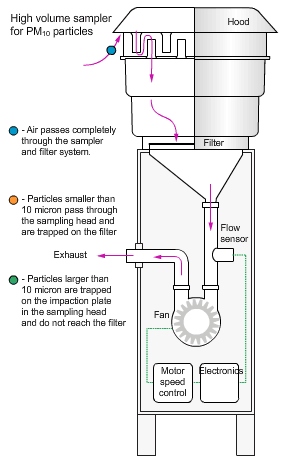 High volume sampler
for PM10 particles
Hood
- Air passes completely
through the sampler
and filter system.
Filter
- Particles smaller than
10 micron pass through
the sampling head and
are trapped on the filter
Flow
sensor
Exhaust
- Particles larger than
10 micron are trapped
on the impaction plate
in the sampling head
and do not reach the filter
Fan
Motor
speed
control
Electronics